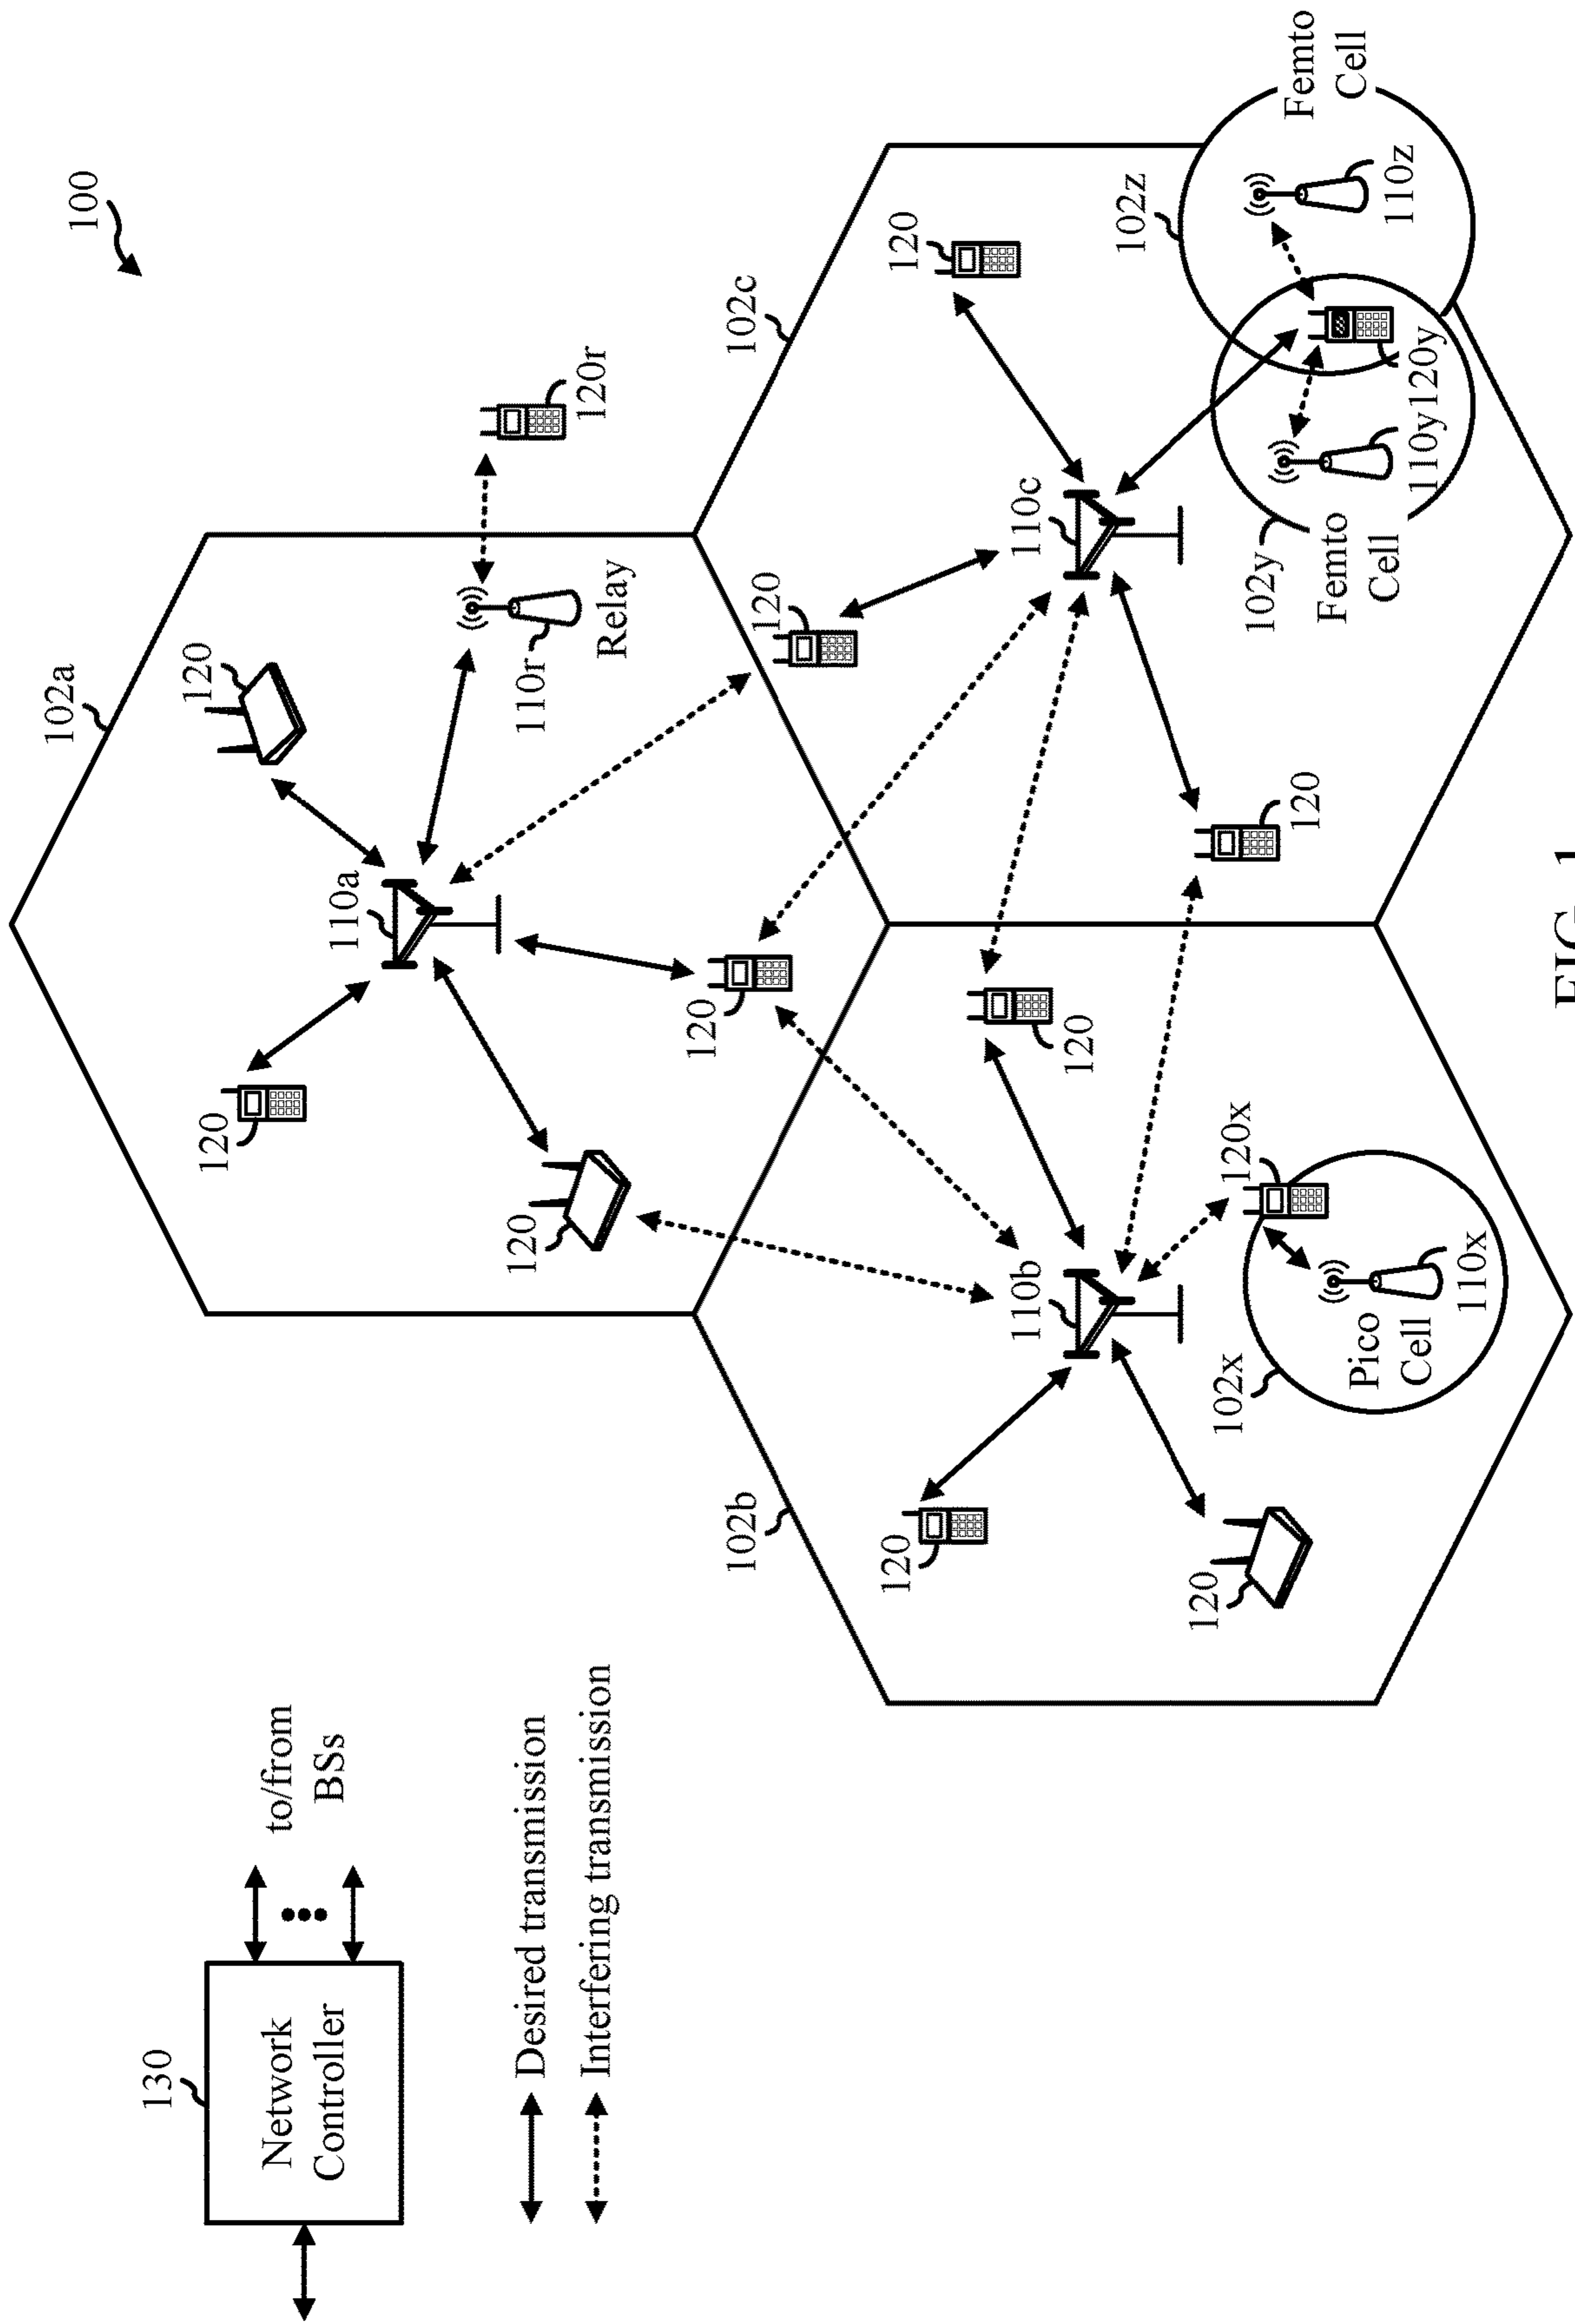 100
130
Network
Controller
to/from
BSs
Desired transmission
Interfering transmission
102a
120
120
110a
120
120
110r
Relay
120r
102b
120
120
110b
120
102x
Pico
Cell
110x
120x
102c
120
120
110c
120
102y
Femto
Cell
110y
120y
102z
110z
Femto
Cell
FIG. 1